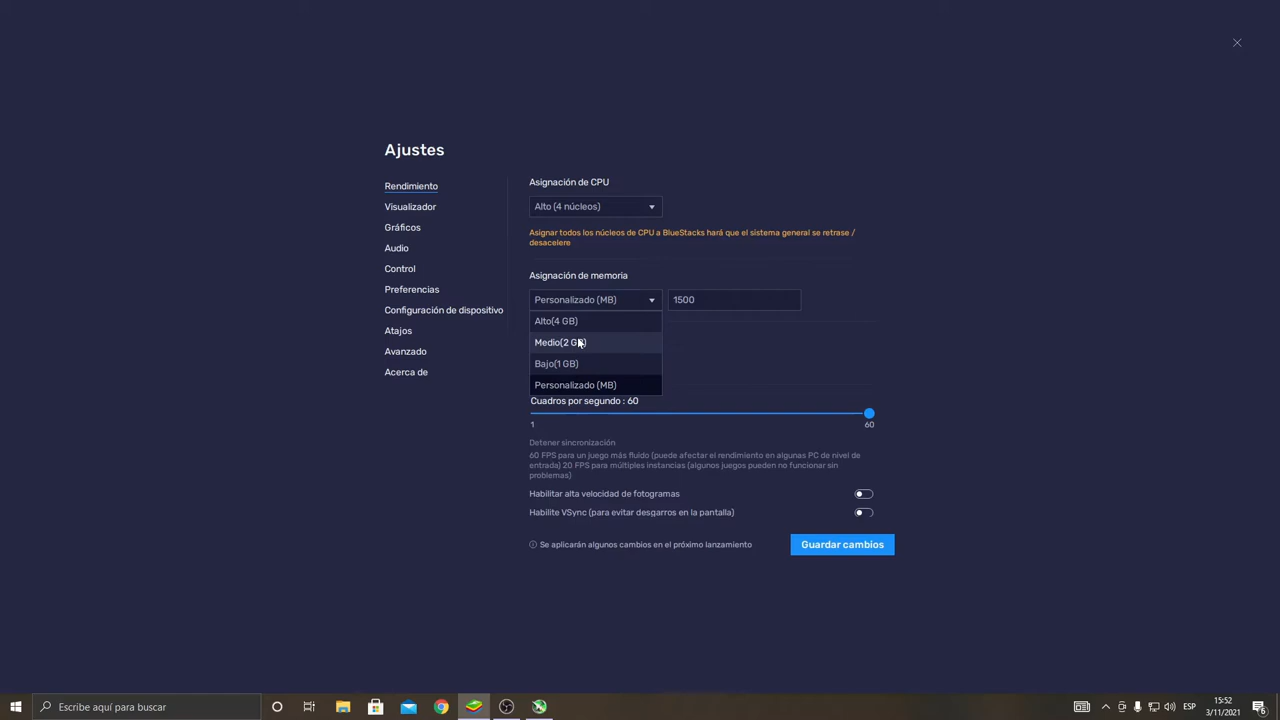 Ajustes
Rendimiento
Visualizador
Gráficos
Audio
Control
Preferencias
Configuración de dispositivo
Atajos
Avanzado
Acerca de
Asignación de CPU
Alto (4 núcleos)
Asignar todos los núcleos de CPU a BlueStacks hará que el sistema general se retrase /
desacelere
Asignación de memoria
Personalizado (MB)
1500
Alto(4 GB)
Medio(2 GB)
Bajo(1 GB)
Personalizado (MB)
Cuadros por segundo : 60
1
60
Detener sincronización
60 FPS para un juego más fluido (puede afectar el rendimiento en algunas PC de nivel de
entrada) 20 FPS para múltiples instancias (algunos juegos pueden no funcionar sin
problemas)
Habilitar alta velocidad de fotogramas
Habilite VSync (para evitar desgarros en la pantalla)
Se aplicarán algunos cambios en el próximo lanzamiento
Guardar cambios
Escribe aquí para buscar
ESP
15:52
3/11/2021